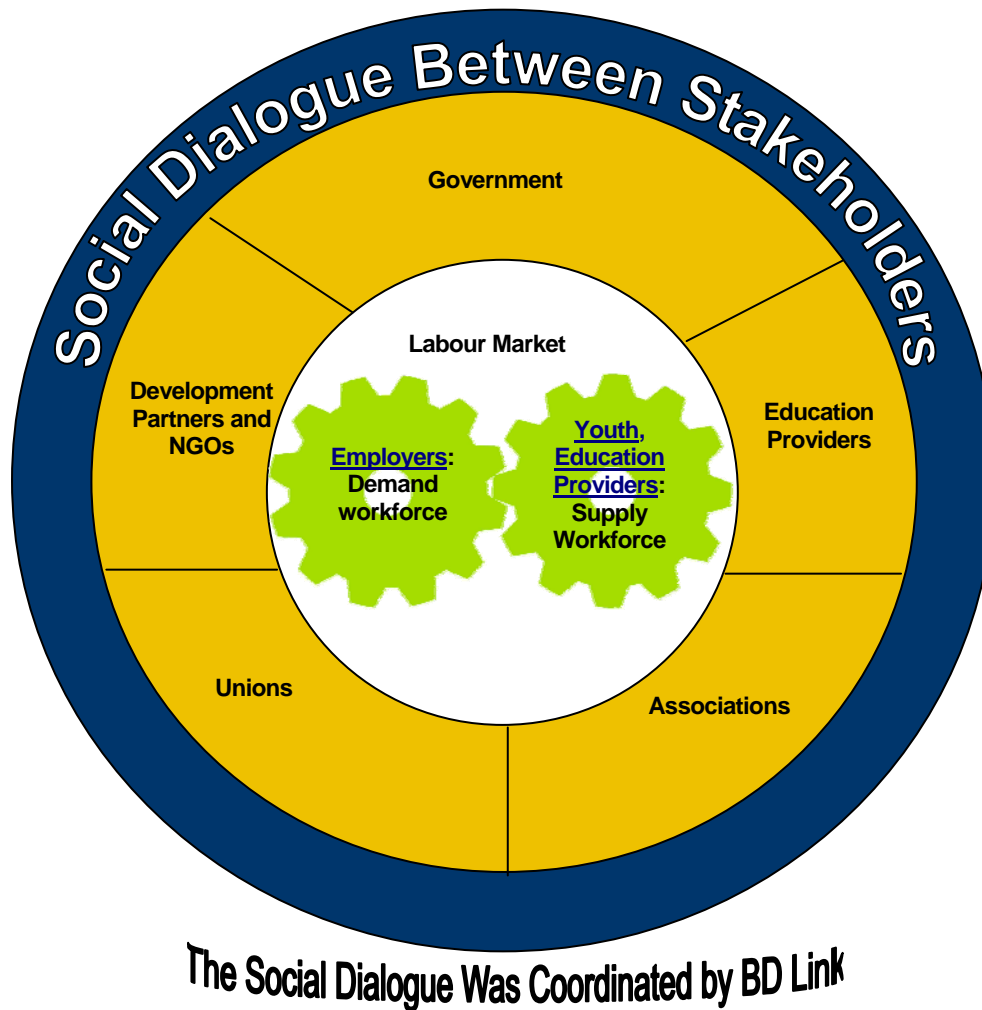 Social Dialogue Between Stakeholders
Government
Labour Market
Development
Partners and
NGOs
Education
Providers
Employers:
Demand
workforce
Youth,
Education
Providers:
Supply
Workforce
Unions
Associations
The Social Dialogue Was Coordinated by BD Link